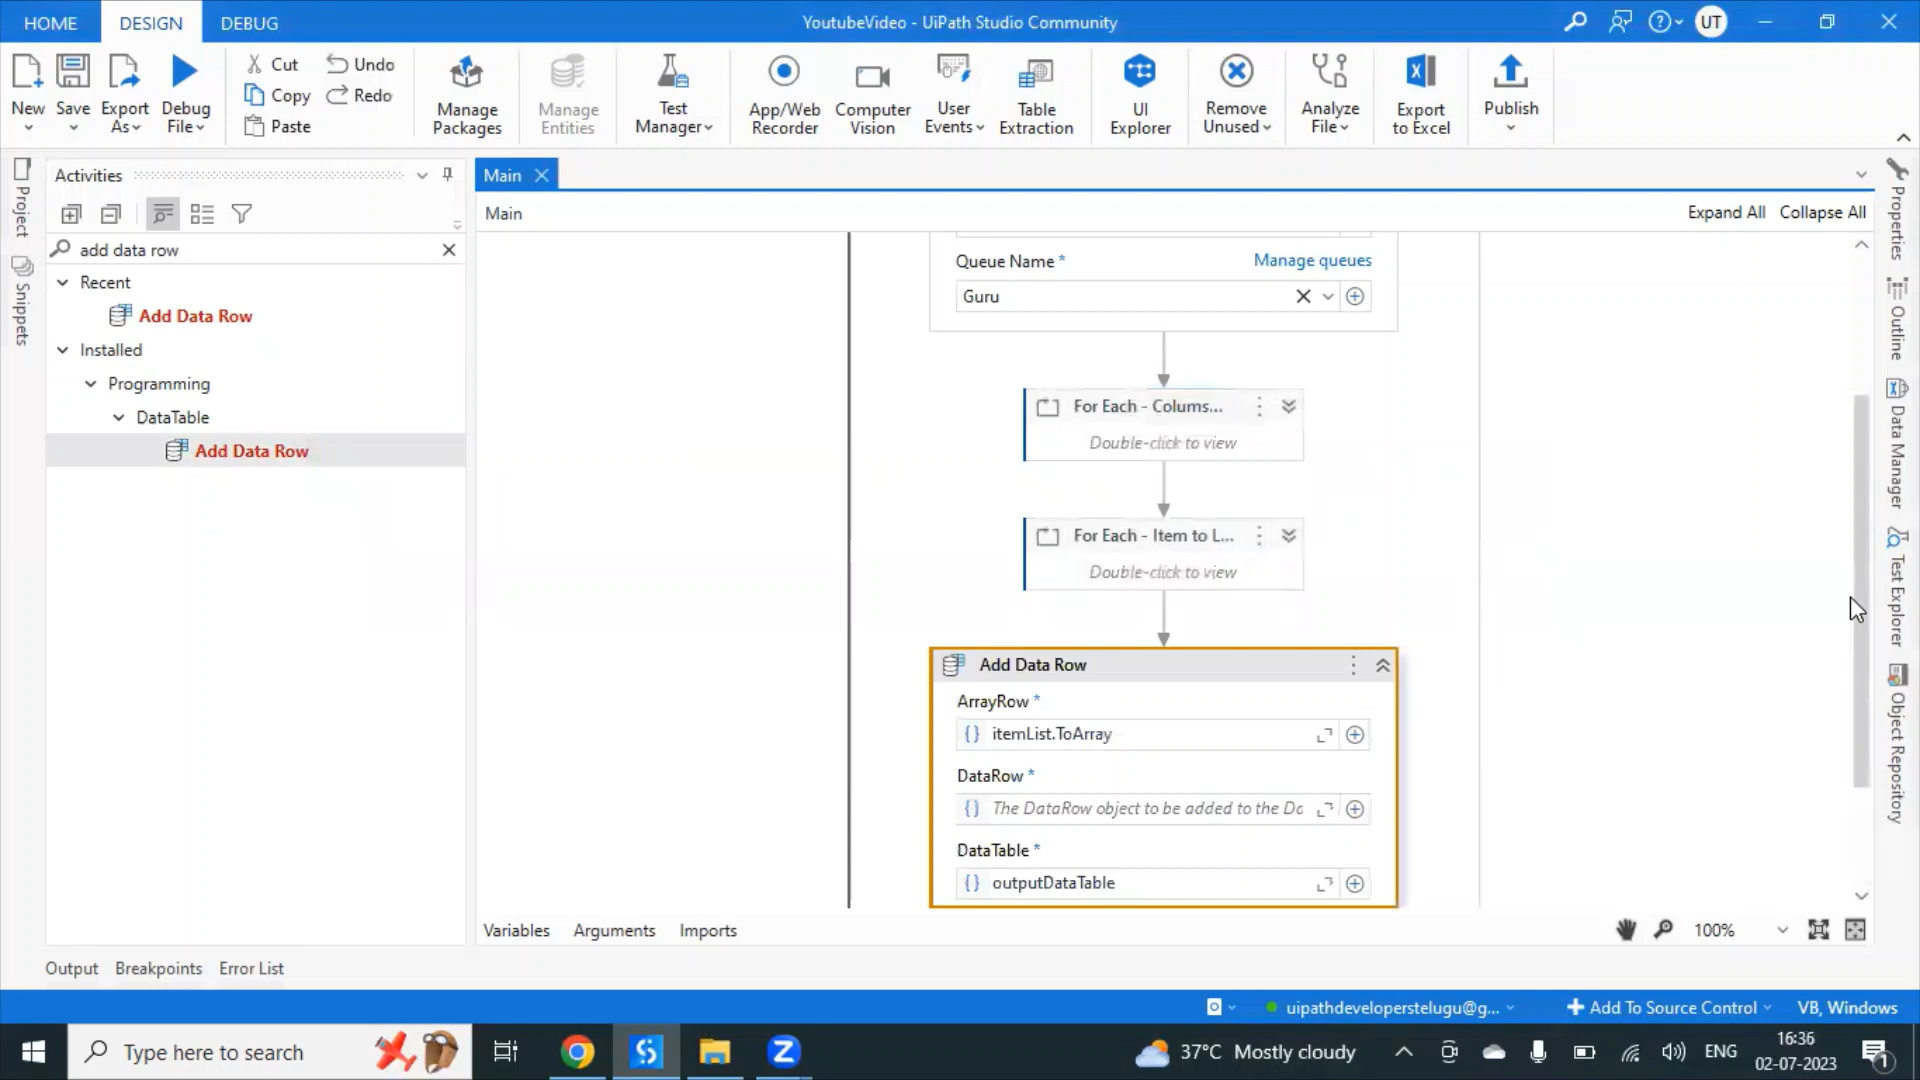 HOME DESIGN DEBUG YoutubeVideo - UiPath Studio Community UT
New Save Export As Debug File Cut Copy Paste Undo Redo Manage Packages Manage Entities Test Manager App/Web Recorder Computer Vision User Events Table Extraction UI Explorer Remove Unused Analyze File Export to Excel Publish
Project
Snippets
Activities
add data row
Recent
Add Data Row
Installed
Programming
DataTable
Add Data Row
Main
Main Expand All Collapse All
Queue Name * Manage queues
Guru
For Each - Colums...
Double-click to view
For Each - Item to L...
Double-click to view
Add Data Row
ArrayRow *
{} itemList.ToArray
DataRow *
{} The DataRow object to be added to the Da
DataTable *
{} outputDataTable
Variables Arguments Imports 100%
Properties
Outline
Data Manager
Test Explorer
Object Repository
Output Breakpoints Error List
uipathdeveloperstelugu@g... Add To Source Control VB, Windows
Type here to search 37°C Mostly cloudy ENG 16:36
02-07-2023 1